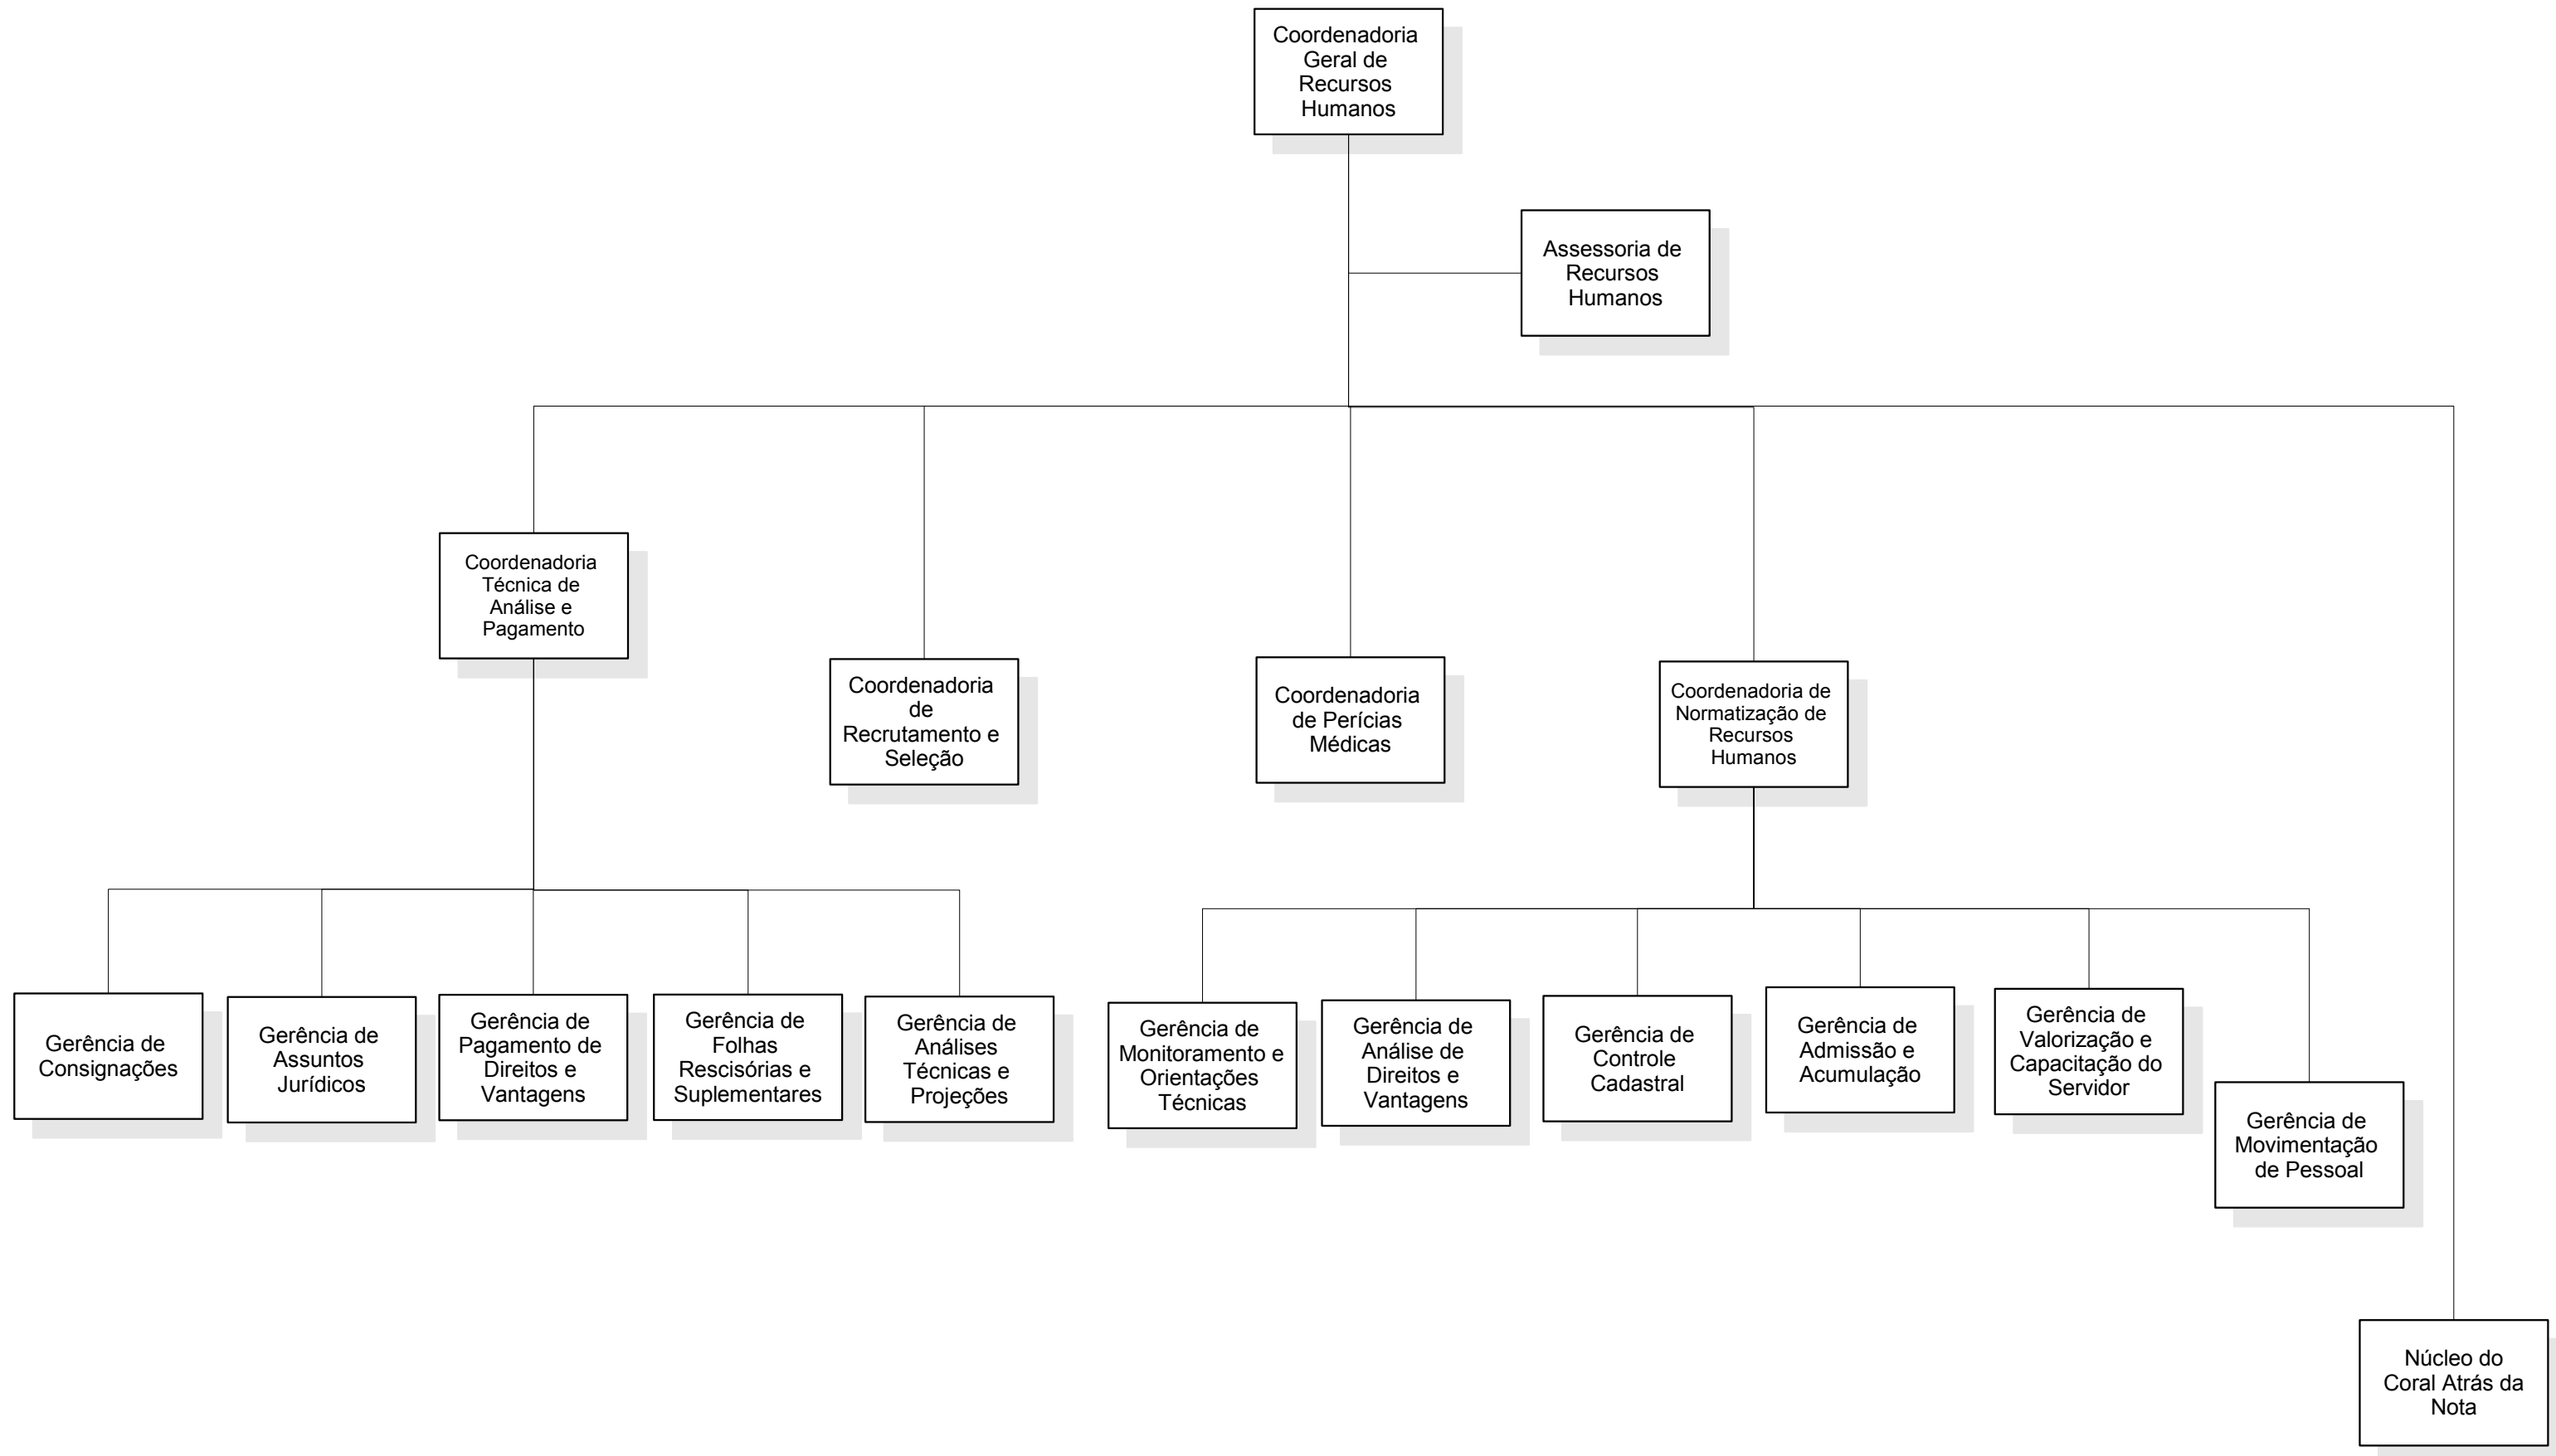 Coordenadoria
Geral de
Recursos
Humanos
Assessoria de
Recursos
Humanos
Coordenadoria
Técnica de
Análise e
Pagamento
Coordenadoria
de
Recrutamento e
Seleção
Coordenadoria
de Perícias
Médicas
Coordenadoria de
Normatização de
Recursos
Humanos
Gerência de
Consignações
Gerência de
Assuntos
Jurídicos
Gerência de
Pagamento de
Direitos e
Vantagens
Gerência de
Folhas
Rescisórias e
Suplementares
Gerência de
Análises
Técnicas e
Projeções
Gerência de
Monitoramento e
Orientações
Técnicas
Gerência de
Análise de
Direitos e
Vantagens
Gerência de
Controle
Cadastral
Gerência de
Admissão e
Acumulação
Gerência de
Valorização e
Capacitação do
Servidor
Gerência de
Movimentação
de Pessoal
Núcleo do
Coral Atrás da
Nota